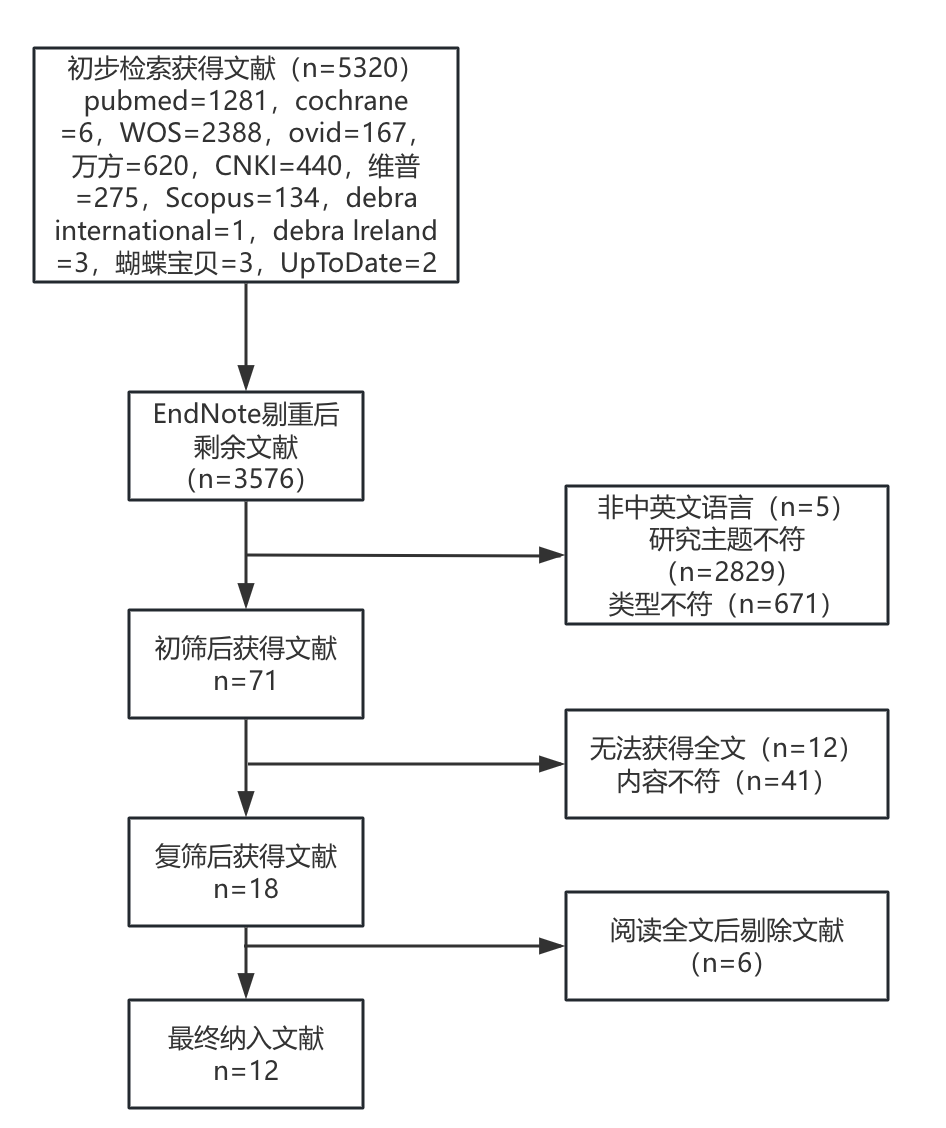 初步检索获得文献（n=5320）
pubmed=1281，cochrane
=6，WOS=2388，ovid=167，
万方=620，CNKI=440，维普
=275，Scopus=134，debra
international=1，debra lreland
=3，蝴蝶宝贝=3，UpToDate=2
EndNote剔重后
剩余文献
（n=3576）
非中英文语言（n=5）
研究主题不符
（n=2829）
类型不符（n=671）
初筛后获得文献
n=71
无法获得全文（n=12）
内容不符（n=41）
复筛后获得文献
n=18
阅读全文后剔除文献
（n=6）
最终纳入文献
n=12